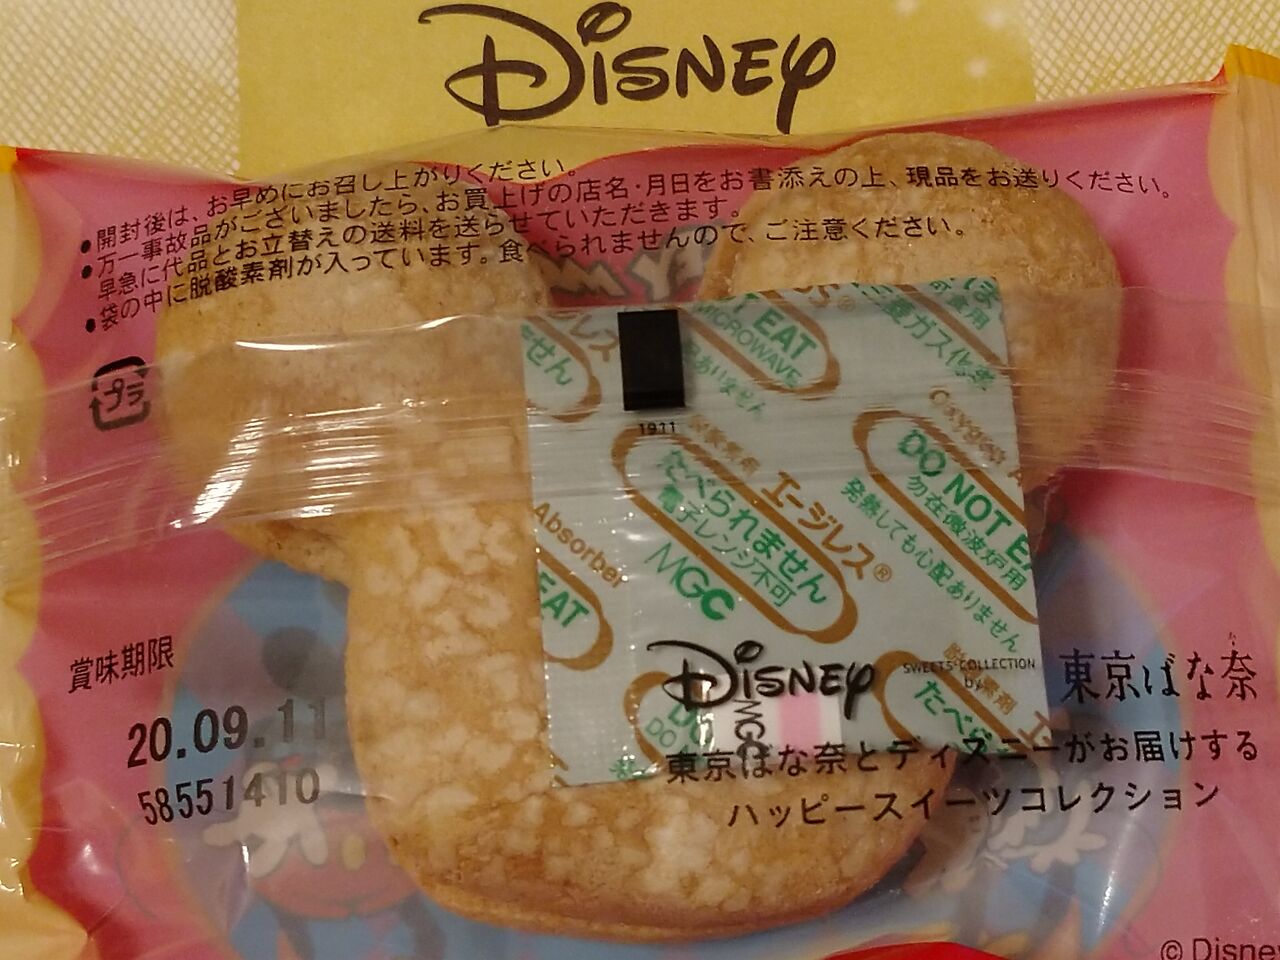 DISNEY
●開封後は、お早めにお召し上がりください。
●万一事故品がございましたら、お買上げの店名・月日をお書添えの上、現品をお送りください。
早急に代品とお立替えの送料を送らせていただきます。
●袋の中に脱酸素剤が入っています。食べられませんので、ご注意ください。
プラ
1911
EAT
MICROWAVE
DO NOT
勿在微波炉用
発熱しても心配ありません
エージレス®
たべられません
電子レンジ不可
MGC
Absorber
EAT
賞味期限
20.09.11
58551410
DISNEY
SWEETS COLLECTION
by
東京ばな奈
東京ばな奈とディズニーがお届けする
ハッピースイーツコレクション
© Disney